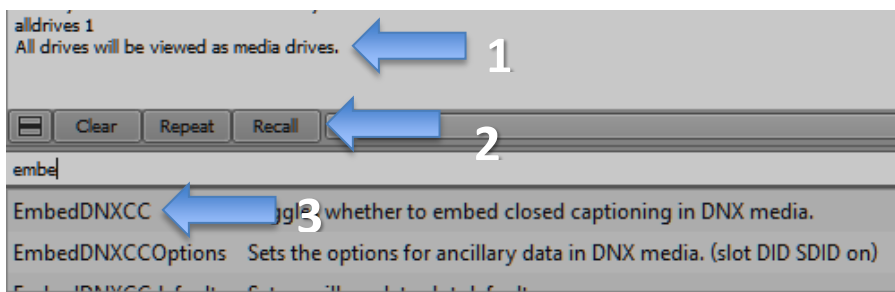 alldrives 1
All drives will be viewed as media drives.
1
Clear Repeat Recall
2
embe
EmbedDNXCC whether to embed closed captioning in DNX media.
3
EmbedDNXCCOptions Sets the options for ancillary data in DNX media. (slot DID SDID on)